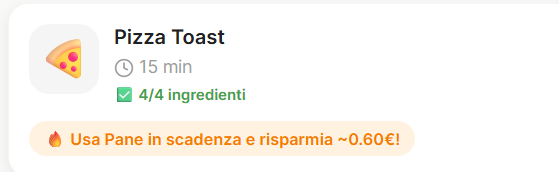 Pizza Toast
15 min
✅ 4/4 ingredienti
🔥 Usa Pane in scadenza e risparmia ~0.60€!